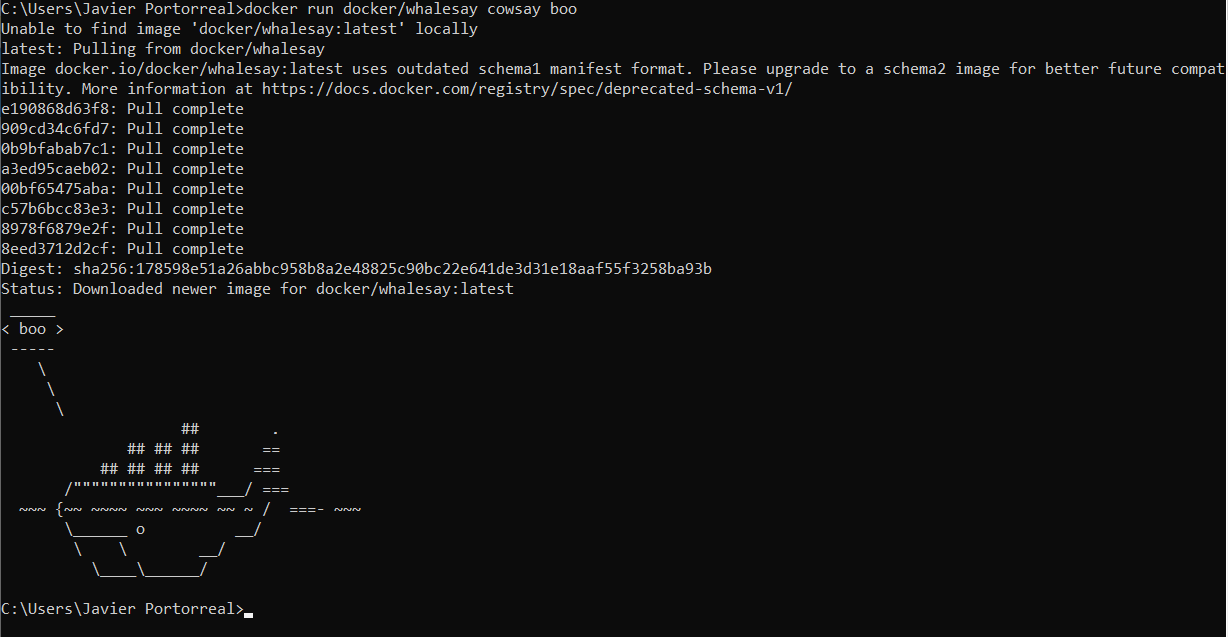 C:\Users\Javier Portorreal>docker run docker/whalesay cowsay boo
Unable to find image 'docker/whalesay:latest' locally
latest: Pulling from docker/whalesay
Image docker.io/docker/whalesay:latest uses outdated schema1 manifest format. Please upgrade to a schema2 image for better future compat
ibility. More information at https://docs.docker.com/registry/spec/deprecated-schema-v1/
e190868d63f8: Pull complete
909cd34c6fd7: Pull complete
0b9bfabab7c1: Pull complete
a3ed95caeb02: Pull complete
00bf65475aba: Pull complete
c57b6bcc83e3: Pull complete
8978f6879e2f: Pull complete
8eed3712d2cf: Pull complete
Digest: sha256:178598e51a26abbc958b8a2e48825c90bc22e641de3d31e18aaf55f3258ba93b
Status: Downloaded newer image for docker/whalesay:latest
 _____
< boo >
 -----
    \
     \
      \
                    ##        .
              ## ## ##       ==
           ## ## ## ##      ===
       /""""""""""""""""___/ ===
  ~~~ {~~ ~~~~ ~~~ ~~~~ ~~ ~ /  ===- ~~~
       \______ o          __/
        \    \        __/
          \____\______/
C:\Users\Javier Portorreal>